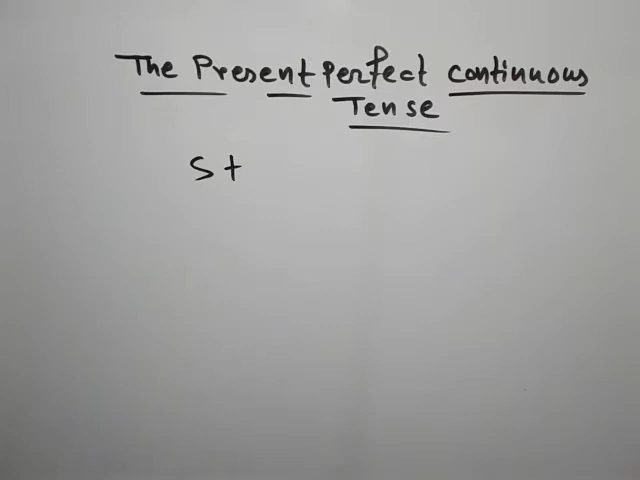 The Present perfect continuous
Tense
S +